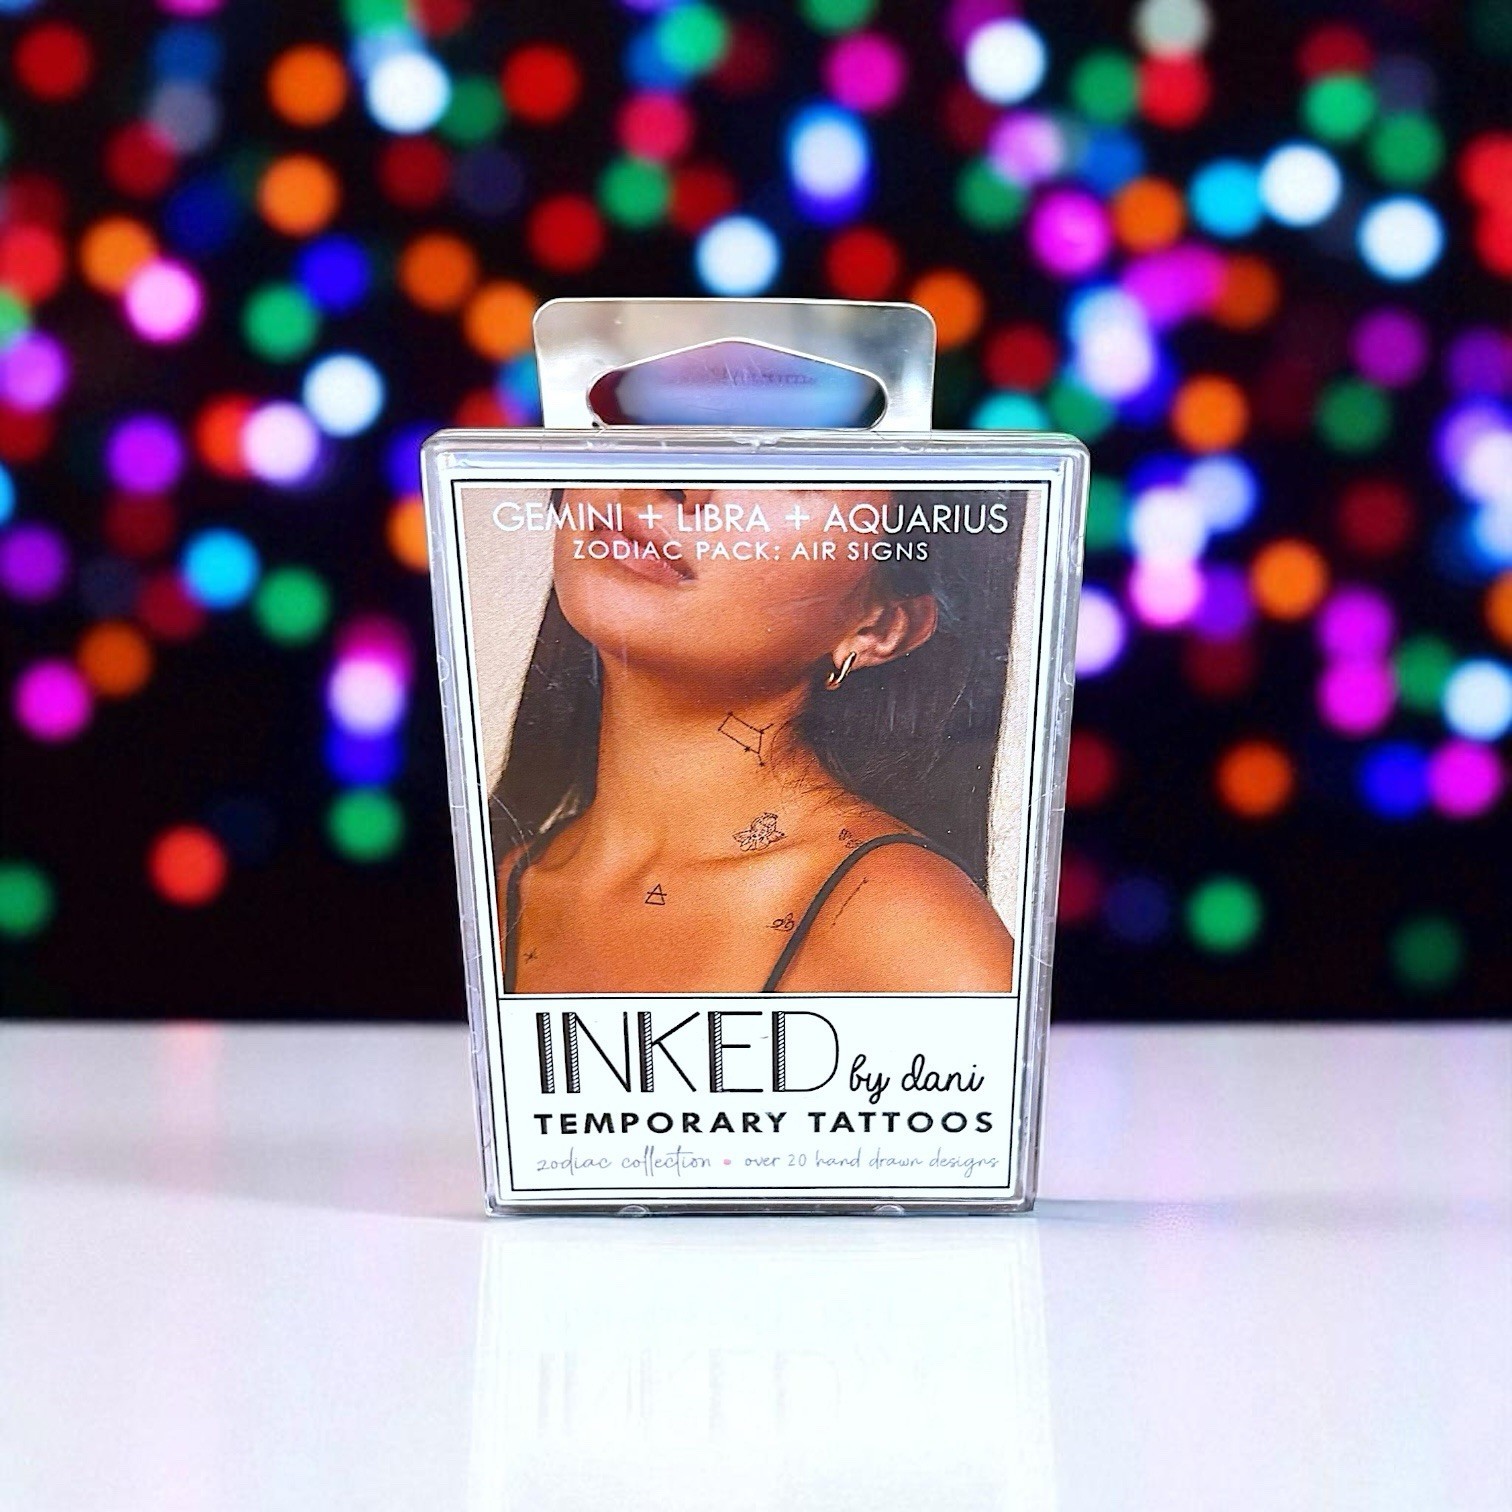 GEMINI + LIBRA + AQUARIUS
ZODIAC PACK: AIR SIGNS
INKED by dani
TEMPORARY TATTOOS
zodiac collection • over 20 hand drawn designs